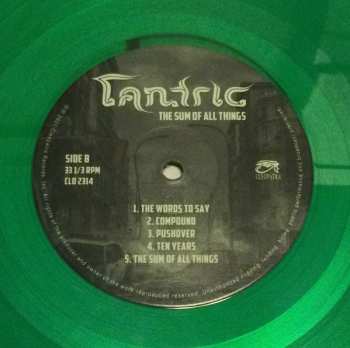 Tantric
THE SUM OF ALL THINGS
SIDE B
33 1/3 RPM
CLO 2314
CLEOPATRA
1. THE WORDS TO SAY
2. COMPOUND
3. PUSHOVER
4. TEN YEARS
5. THE SUM OF ALL THINGS